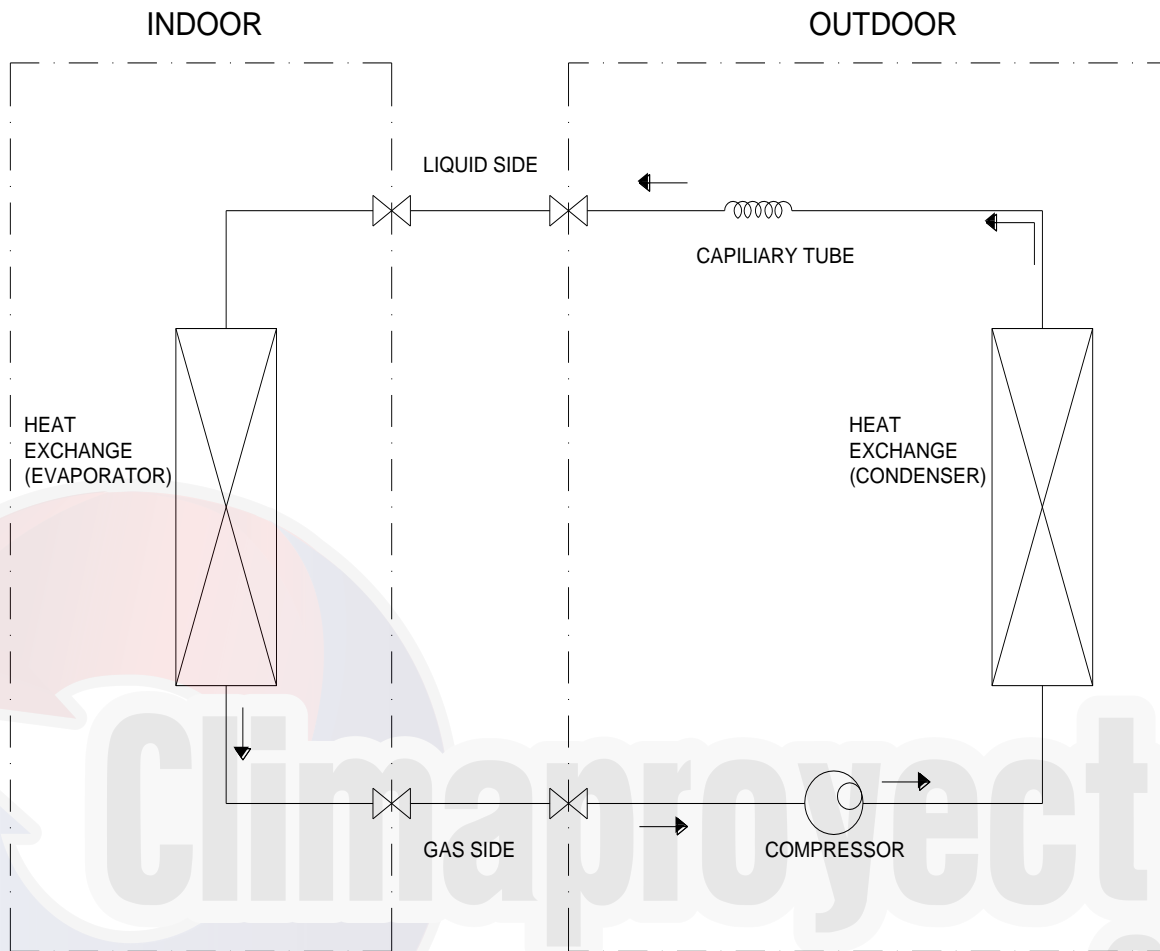 INDOOR
OUTDOOR
LIQUID SIDE
CAPILIARY TUBE
HEAT
EXCHANGE
(EVAPORATOR)
HEAT
EXCHANGE
(CONDENSER)
GAS SIDE
COMPRESSOR
Climaproyect